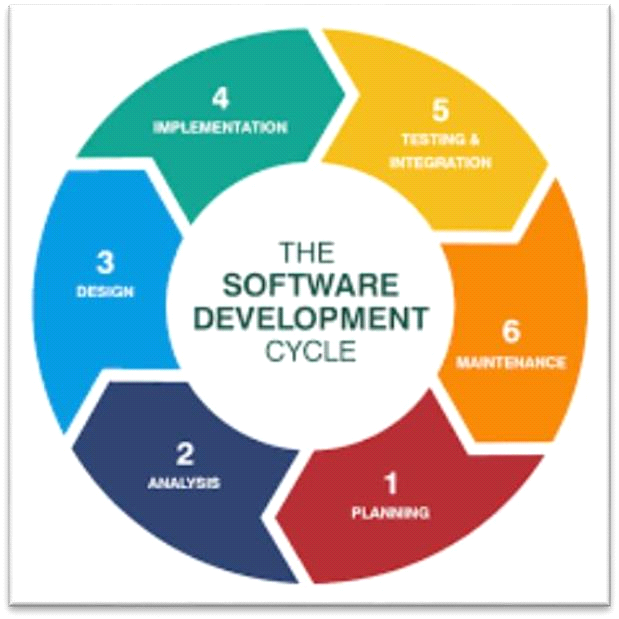 THE
SOFTWARE
DEVELOPMENT
CYCLE
1
PLANNING
2
ANALYSIS
3
DESIGN
4
IMPLEMENTATION
5
TESTING &
INTEGRATION
6
MAINTENANCE